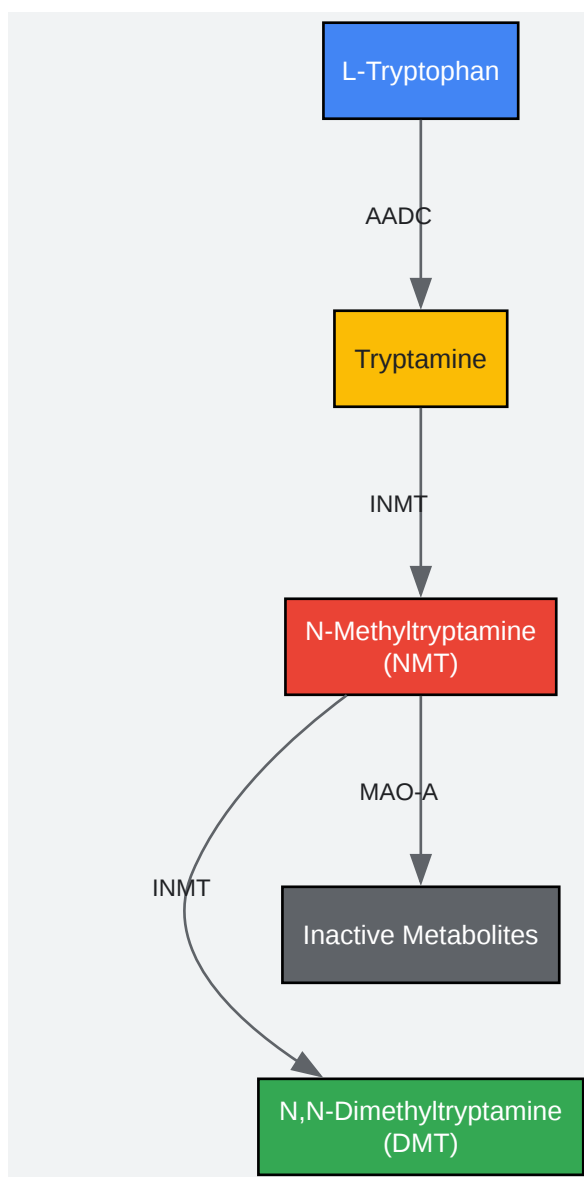 L-Tryptophan
AADC
Tryptamine
INMT
N-Methyltryptamine
(NMT)
MAO-A
INMT
Inactive Metabolites
N,N-Dimethyltryptamine
(DMT)